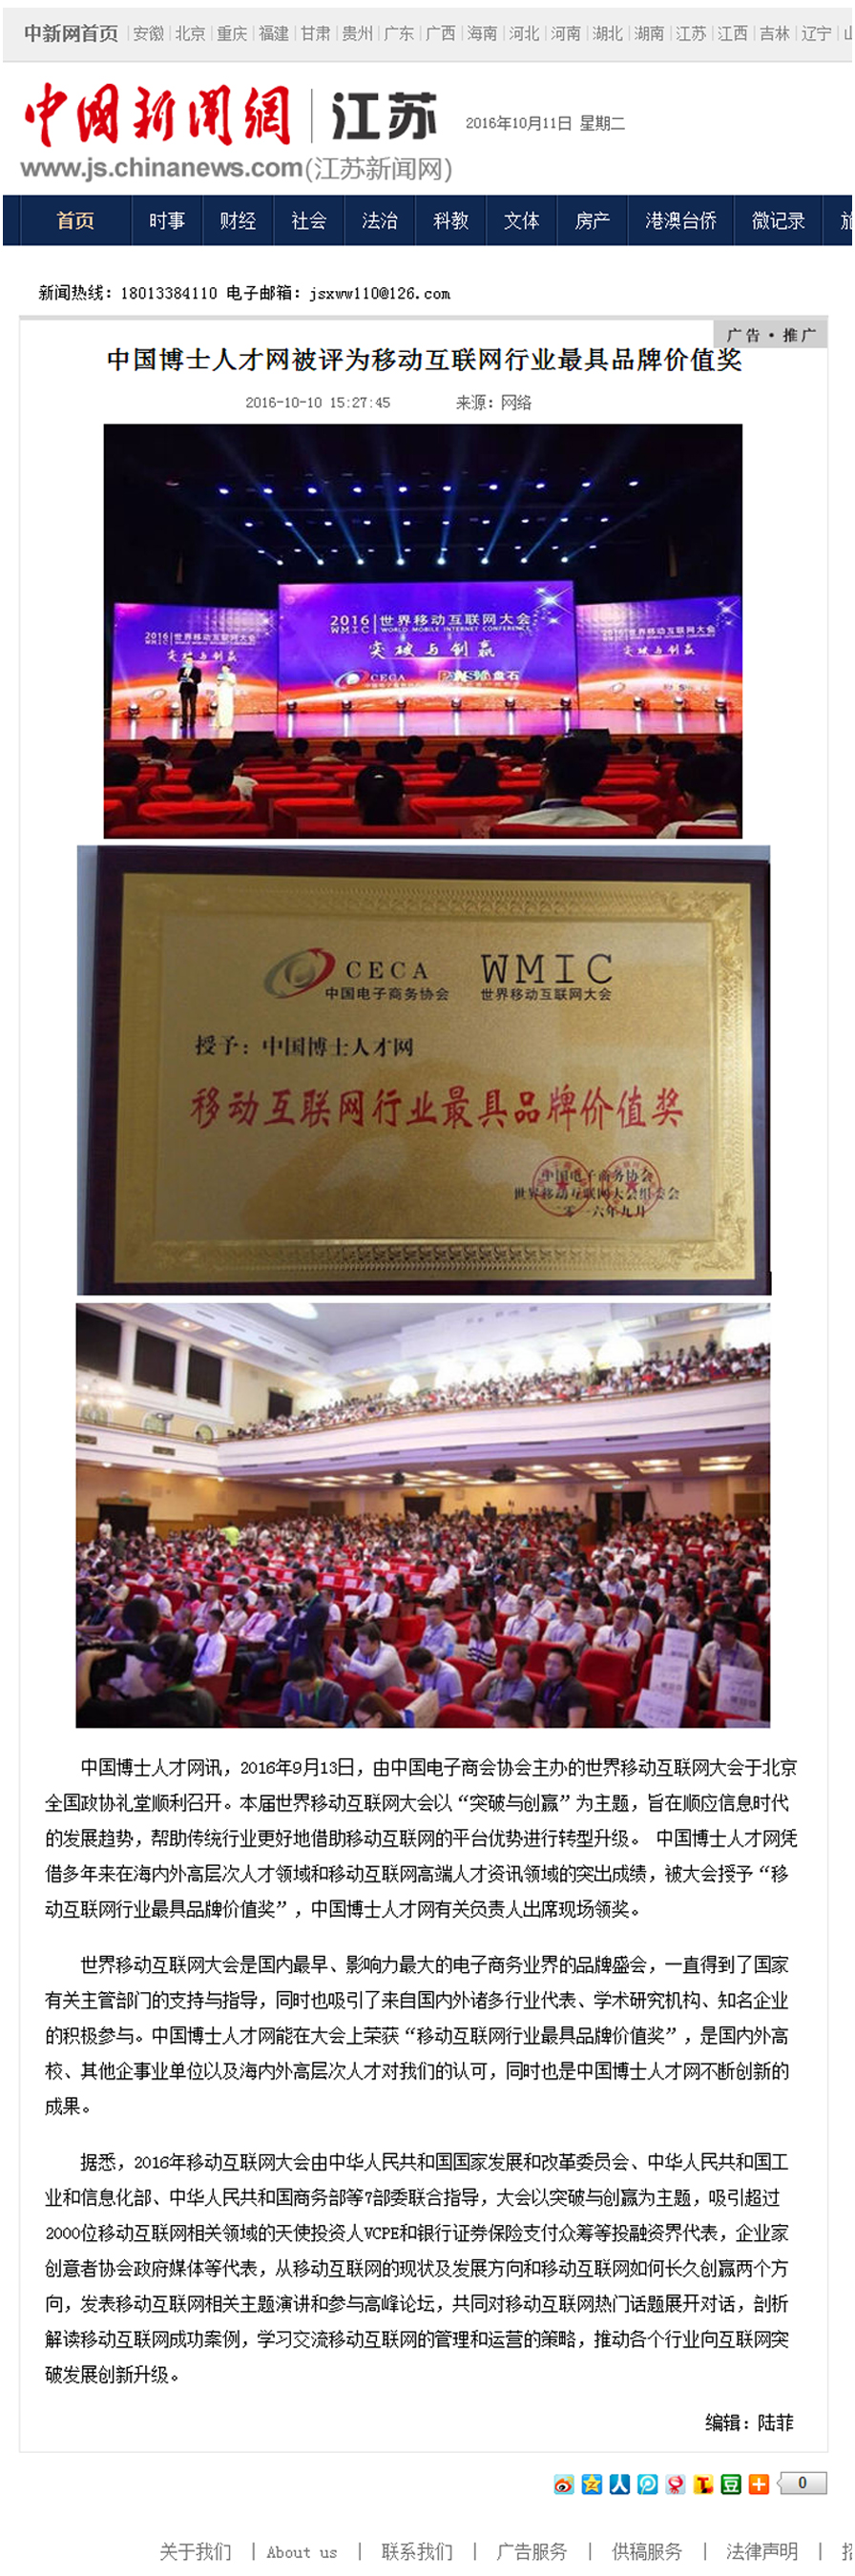 中新网首页 | 安徽 | 北京 | 重庆 | 福建 | 甘肃 | 贵州 | 广东 | 广西 | 海南 | 河北 | 河南 | 湖北 | 湖南 | 江苏 | 江西 | 吉林 | 辽宁 |
中国新闻網 | 江苏
2016年10月11日 星期二
www.js.chinanews.com(江苏新闻网)
首页 时事 财经 社会 法治 科教 文体 房产 港澳台侨 微记录
新闻热线：18013384110 电子邮箱：jsxww110@126.com
广告·推广
中国博士人才网被评为移动互联网行业最具品牌价值奖
2016-10-10 15:27:45 来源：网络
2016 WMIC | 世界移动互联网大会
WORLD MOBILE INTERNET CONFERENCE
突破与创赢
CECA 盘石
CECA WMIC
中国电子商务协会 世界移动互联网大会
授予：中国博士人才网
移动互联网行业最具品牌价值奖
中国电子商务协会
世界移动互联网大会组委会
二零一六年九月
中国博士人才网讯，2016年9月13日，由中国电子商会协会主办的世界移动互联网大会于北京
全国政协礼堂顺利召开。本届世界移动互联网大会以“突破与创赢”为主题，旨在顺应信息时代
的发展趋势，帮助传统行业更好地借助移动互联网的平台优势进行转型升级。 中国博士人才网凭
借多年来在海内外高层次人才领域和移动互联网高端人才资讯领域的突出成绩，被大会授予“移
动互联网行业最具品牌价值奖”，中国博士人才网有关负责人出席现场领奖。
世界移动互联网大会是国内最早、影响力最大的电子商务业界的品牌盛会，一直得到了国家
有关主管部门的支持与指导，同时也吸引了来自国内外诸多行业代表、学术研究机构、知名企业
的积极参与。中国博士人才网能在大会上荣获“移动互联网行业最具品牌价值奖”，是国内外高
校、其他企事业单位以及海内外高层次人才对我们的认可，同时也是中国博士人才网不断创新的
成果。
据悉，2016年移动互联网大会由中华人民共和国国家发展和改革委员会、中华人民共和国工
业和信息化部、中华人民共和国商务部等7部委联合指导，大会以突破与创赢为主题，吸引超过
2000位移动互联网相关领域的天使投资人VCPE和银行证券保险支付众筹等投融资界代表，企业家
创意者协会政府媒体等代表，从移动互联网的现状及发展方向和移动互联网如何长久创赢两个方
向，发表移动互联网相关主题演讲和参与高峰论坛，共同对移动互联网热门话题展开对话，剖析
解读移动互联网成功案例，学习交流移动互联网的管理和运营的策略，推动各个行业向互联网突
破发展创新升级。
编辑：陆菲
0
关于我们 | About us | 联系我们 | 广告服务 | 供稿服务 | 法律声明 |